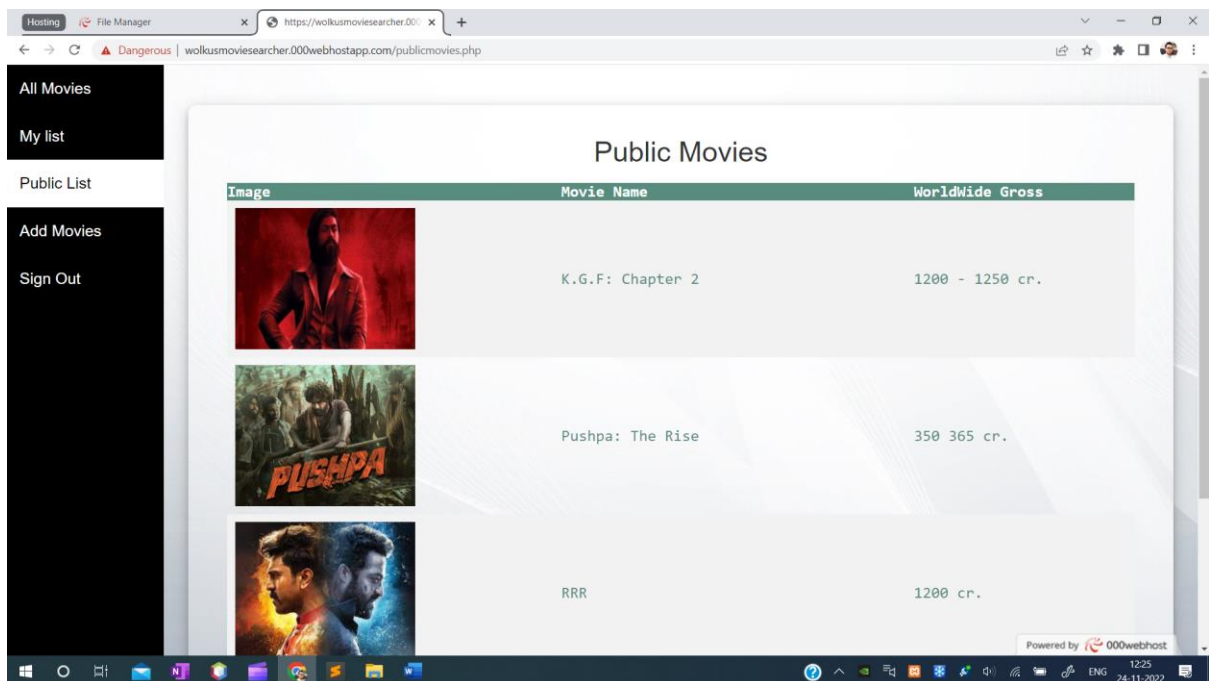 Hosting File Manager https://wolkusmoviesearcher.000
Dangerous wolkusmoviesearcher.000webhostapp.com/publicmovies.php
All Movies
My list
Public List
Add Movies
Sign Out
Public Movies
Image Movie Name WorldWide Gross
K.G.F: Chapter 2 1200 - 1250 cr.
PUSHPA
Pushpa: The Rise 350 365 cr.
RRR 1200 cr.
Powered by 000webhost
ENG 12:25
24-11-2022